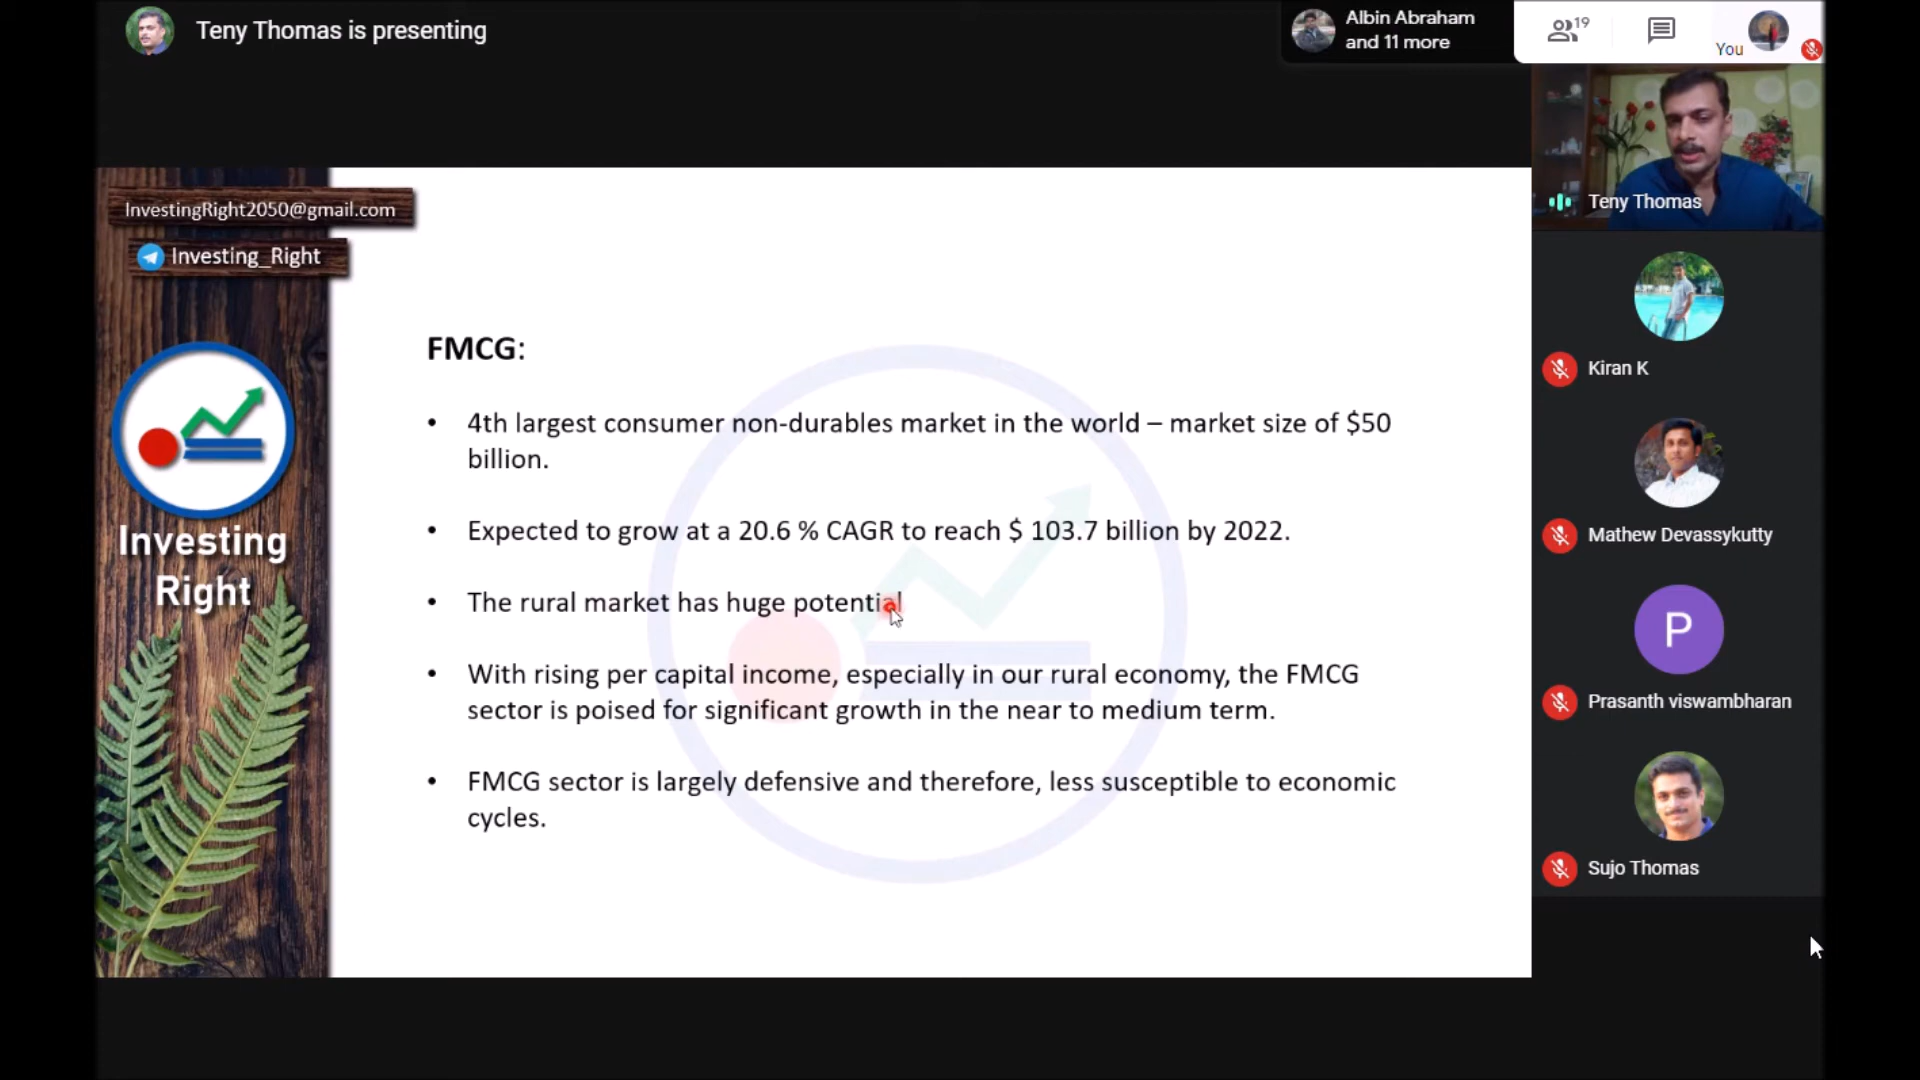 Teny Thomas is presenting
Albin Abraham
and 11 more
19
You
InvestingRight2050@gmail.com
Investing_Right
Investing
Right
FMCG:
• 4th largest consumer non-durables market in the world – market size of $50
billion.
• Expected to grow at a 20.6 % CAGR to reach $ 103.7 billion by 2022.
• The rural market has huge potential
• With rising per capital income, especially in our rural economy, the FMCG
sector is poised for significant growth in the near to medium term.
• FMCG sector is largely defensive and therefore, less susceptible to economic
cycles.
Teny Thomas
Kiran K
Mathew Devassykutty
P
Prasanth viswambharan
Sujo Thomas